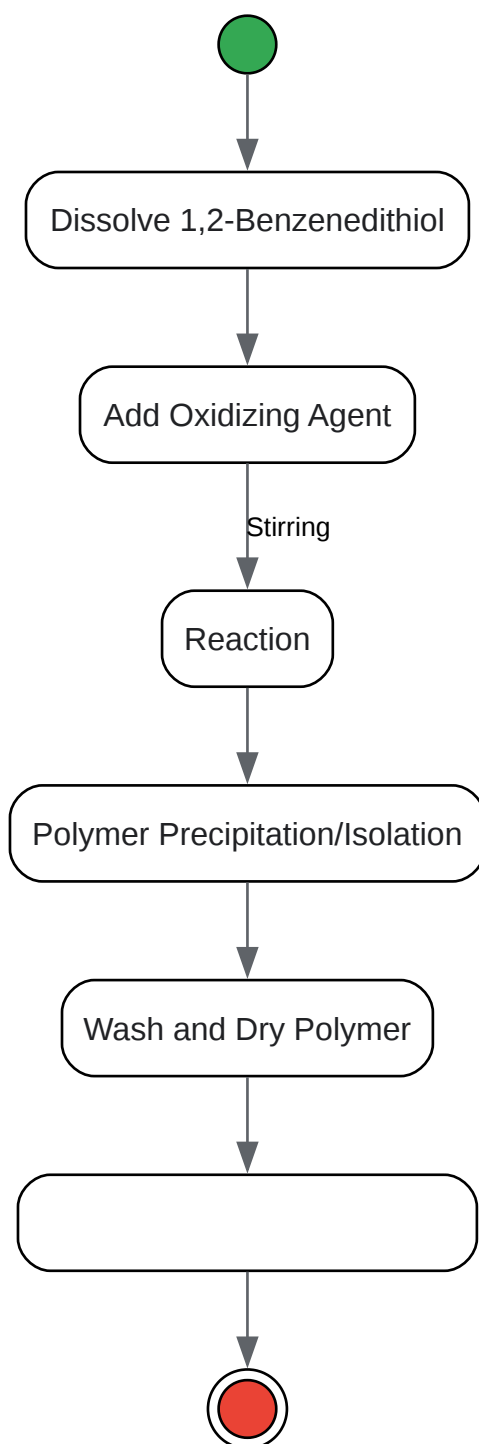 Dissolve 1,2-Benzenedithiol
Add Oxidizing Agent
Stirring
Reaction
Polymer Precipitation/Isolation
Wash and Dry Polymer